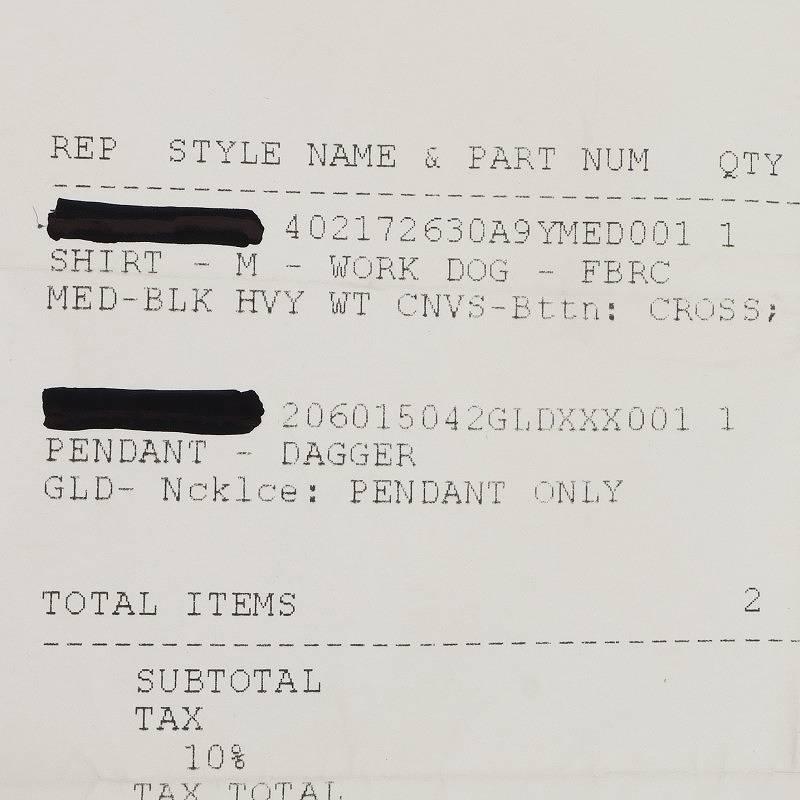 REP STYLE NAME & PART NUM QTY
402172630A9YMED001 1
SHIRT - M - WORK DOG - FBRC
MED-BLK HVY WT CNVS-Bttn: CROSS;
206015042GLDXXX001 1
PENDANT - DAGGER
GLD- Ncklce: PENDANT ONLY
TOTAL ITEMS 2
SUBTOTAL
TAX
10%
TAX TOTAL